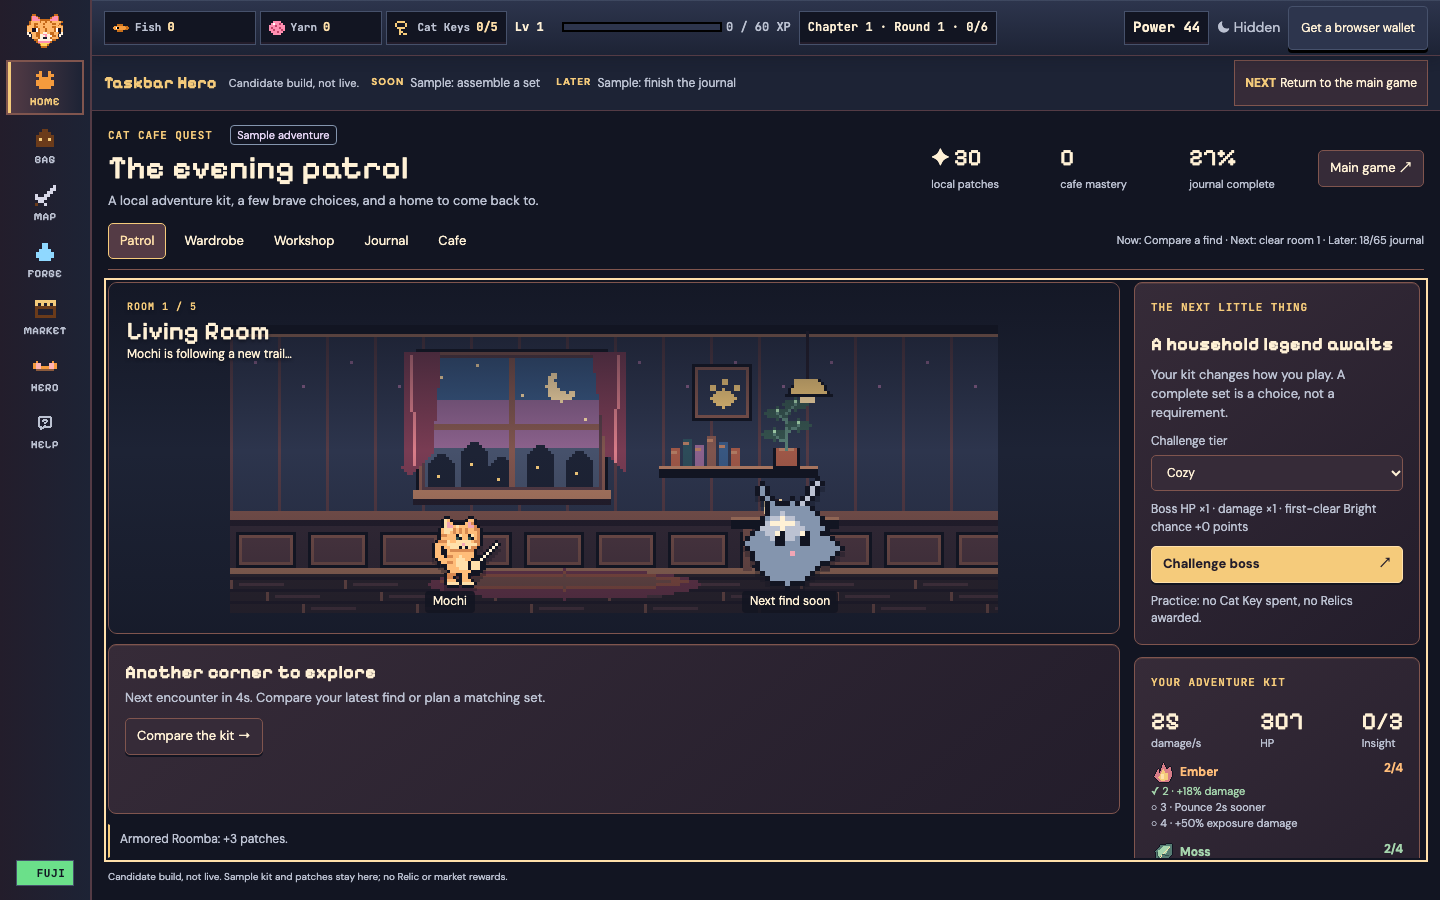 Fish 0
Yarn 0
Cat Keys 0/5
Lv 1
0 / 60 XP
Chapter 1 · Round 1 · 0/6
Power 44
Hidden
Get a browser wallet
HOME
BAG
MAP
FORGE
MARKET
HERO
HELP
FUJI
Taskbar Hero
Candidate build, not live.
SOON Sample: assemble a set
LATER Sample: finish the journal
NEXT Return to the main game
CAT CAFE QUEST
Sample adventure
The evening patrol
A local adventure kit, a few brave choices, and a home to come back to.
✦ 30
local patches
0
cafe mastery
27%
journal complete
Main game ↗
Patrol
Wardrobe
Workshop
Journal
Cafe
Now: Compare a find · Next: clear room 1 · Later: 18/65 journal
ROOM 1 / 5
Living Room
Mochi is following a new trail...
Mochi
Next find soon
Another corner to explore
Next encounter in 4s. Compare your latest find or plan a matching set.
Compare the kit →
Armored Roomba: +3 patches.
THE NEXT LITTLE THING
A household legend awaits
Your kit changes how you play. A
complete set is a choice, not a
requirement.
Challenge tier
Cozy
Boss HP ×1 · damage ×1 · first-clear Bright
chance +0 points
Challenge boss ↗
Practice: no Cat Key spent, no Relics
awarded.
YOUR ADVENTURE KIT
28
damage/s
307
HP
0/3
Insight
Ember 2/4
✓ 2 · +18% damage
○ 3 · Pounce 2s sooner
○ 4 · +50% exposure damage
Moss 2/4
Candidate build, not live. Sample kit and patches stay here; no Relic or market rewards.